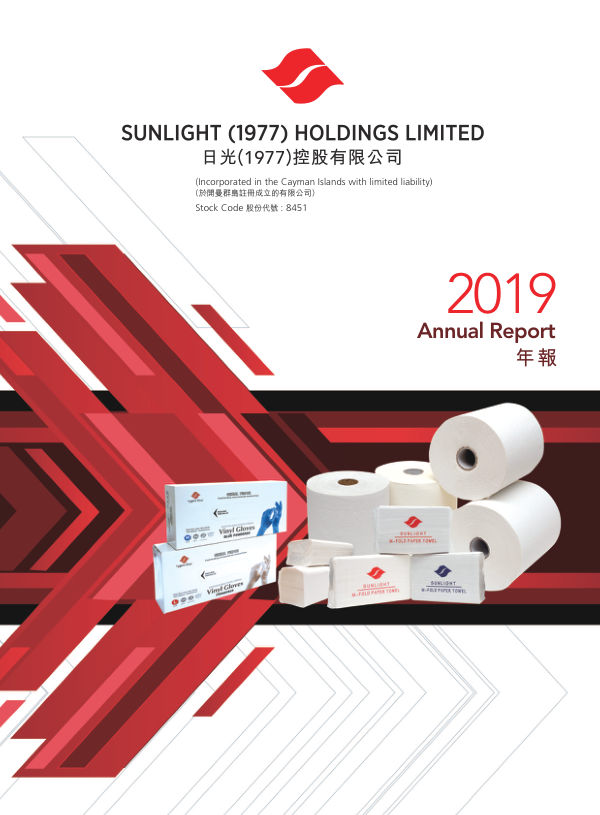 SUNLIGHT (1977) HOLDINGS LIMITED
日光(1977)控股有限公司
(Incorporated in the Cayman Islands with limited liability)
(於開曼群島註冊成立的有限公司)
Stock Code 股份代號 : 8451
2019
Annual Report
年報
Vinyl Gloves
Vinyl Gloves
SUNLIGHT
M-FOLD PAPER TOWEL
SUNLIGHT
M-FOLD PAPER TOWEL
SUNLIGHT
M-FOLD PAPER TOWEL